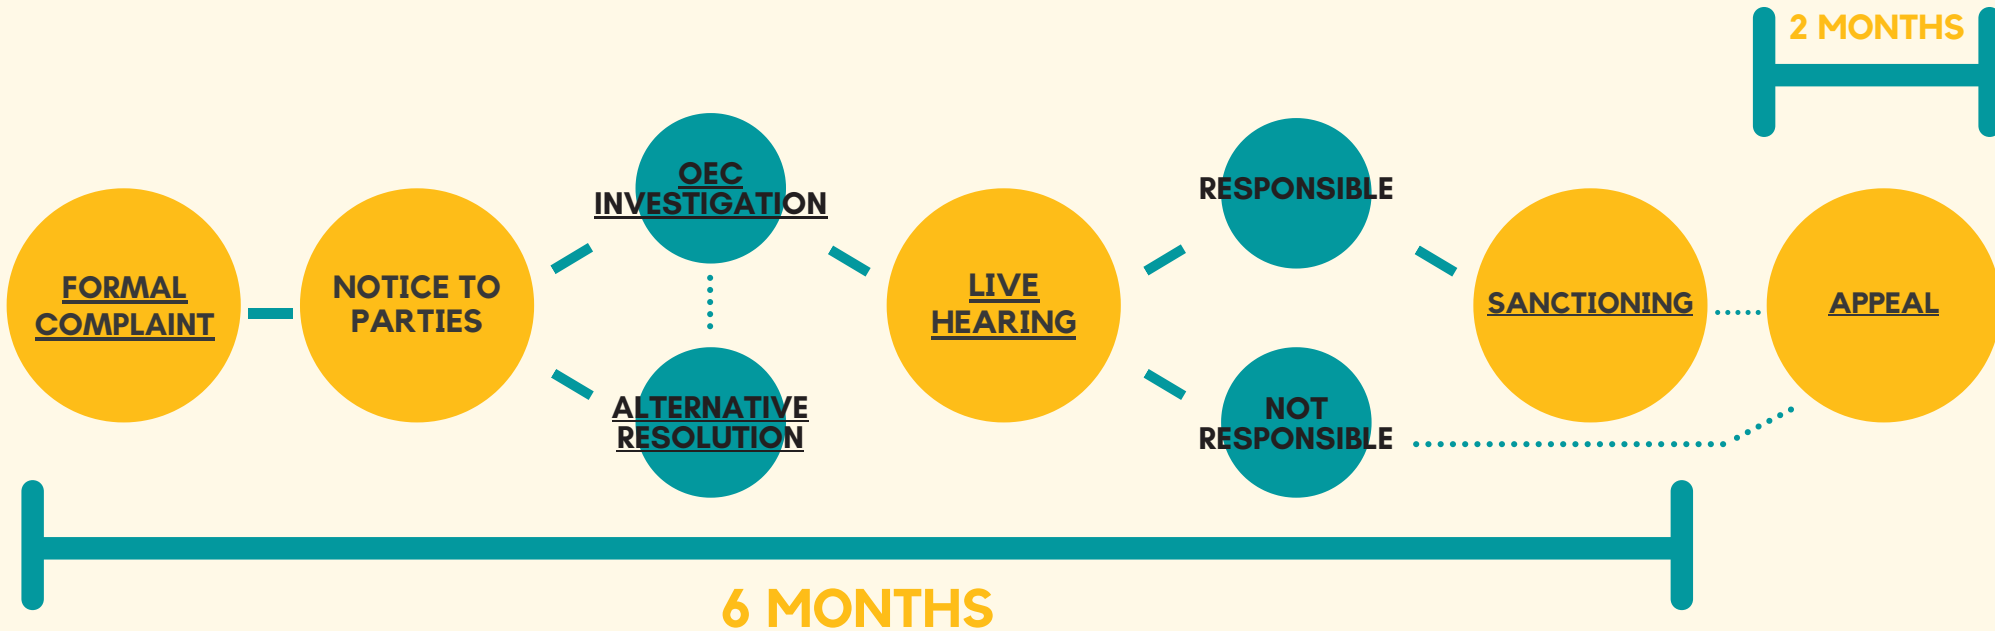 2 MONTHS
FORMAL
COMPLAINT
NOTICE TO
PARTIES
OEC
INVESTIGATION
ALTERNATIVE
RESOLUTION
LIVE
HEARING
RESPONSIBLE
NOT
RESPONSIBLE
SANCTIONING
APPEAL
6 MONTHS